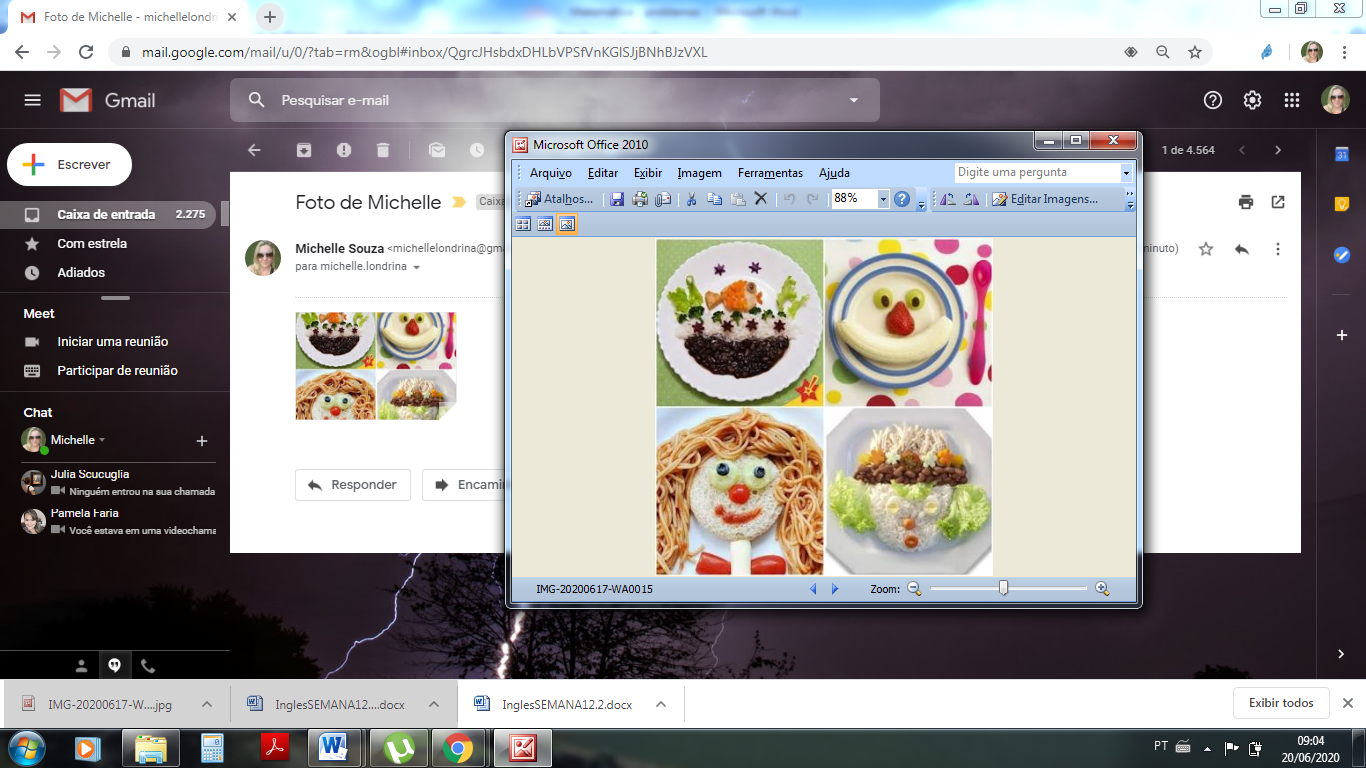 Foto de Michelle - michellelondrin
mail.google.com/mail/u/0/?tab=rm&ogbl#inbox/QgrcJHsbdxDHLbVPSfVnKGlSJjBNhBJzVXL
Gmail
Pesquisar e-mail
Escrever
1 de 4.564
Caixa de entrada 2.275
Com estrela
Adiados
Meet
Iniciar uma reunião
Participar de reunião
Chat
Michelle
Julia Scucuglia
Ninguém entrou na sua chamada
Pamela Faria
Você estava em uma videochama
Foto de Michelle
Caixa
Michelle Souza <michellelondrina@gma
minuto)
para michelle.londrina
Responder
Encamin
Microsoft Office 2010
Arquivo Editar Exibir Imagem Ferramentas Ajuda
Digite uma pergunta
Atalhos...
88%
Editar Imagens...
IMG-20200617-WA0015
Zoom:
IMG-20200617-W....jpg
InglesSEMANA12....docx
InglesSEMANA12.2.docx
Exibir todos
PT
09:04
20/06/2020